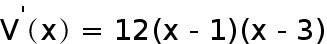 V'(x) = 12(x - 1)(x - 3)